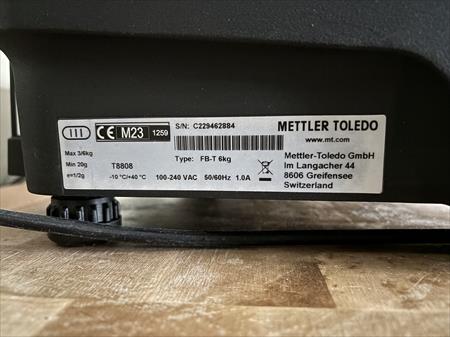 III CE M23 1259 S/N: C229462884
METTLER TOLEDO
www.mt.com
Max 3/6kg
Min 20g
e=1/2g
T8808
-10 °C/+40 °C
Type: FB-T 6kg
100-240 VAC 50/60Hz 1.0A
Mettler-Toledo GmbH
Im Langacher 44
8606 Greifensee
Switzerland